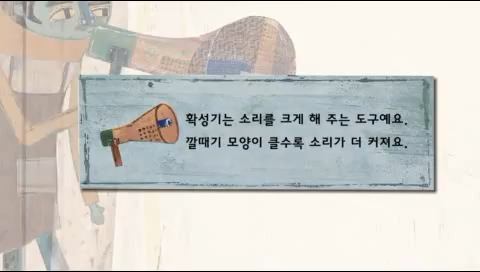 확성기는 소리를 크게 해 주는 도구예요.
깔때기 모양이 클수록 소리가 더 커져요.